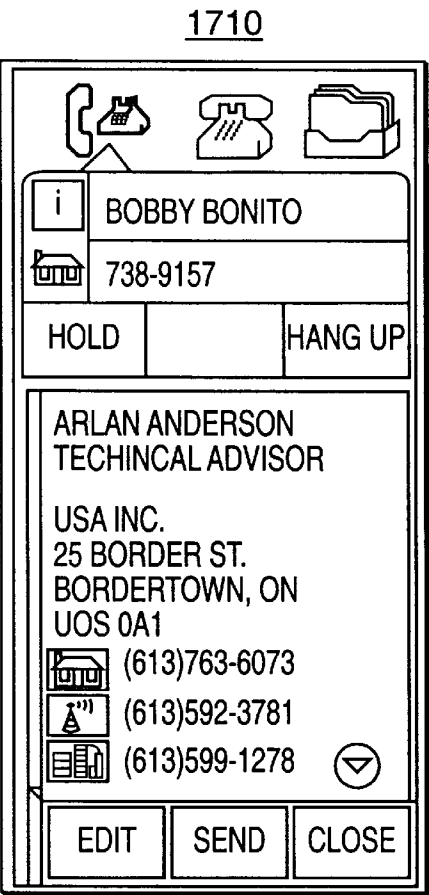 1710
i
BOBBY BONITO
738-9157
HOLD
HANG UP
ARLAN ANDERSON
TECHINCAL ADVISOR
USA INC.
25 BORDER ST.
BORDERTOWN, ON
UOS 0A1
(613)763-6073
(613)592-3781
(613)599-1278
EDIT SEND CLOSE